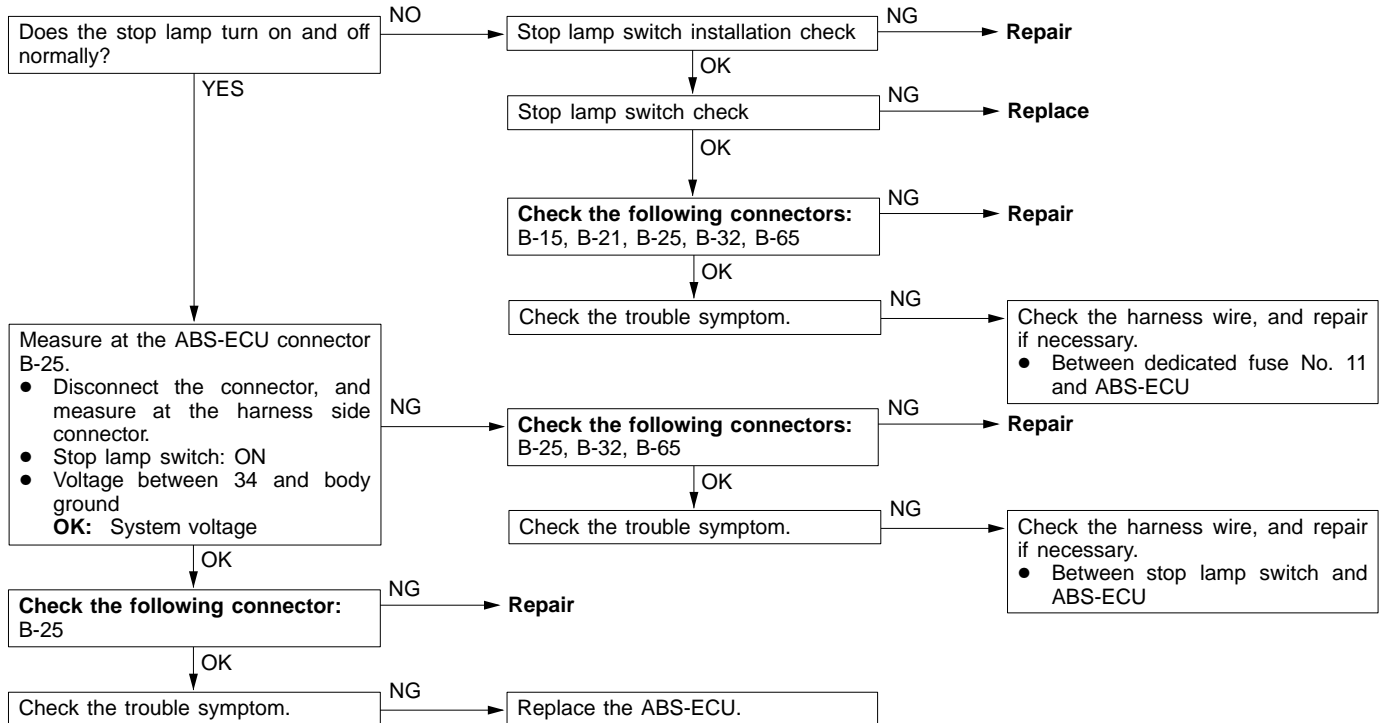 Does the stop lamp turn on and off
normally?
NO
YES
Stop lamp switch installation check
NG
Repair
OK
Stop lamp switch check
NG
Replace
OK
Check the following connectors:
B-15, B-21, B-25, B-32, B-65
NG
Repair
OK
Check the trouble symptom.
NG
Check the harness wire, and repair
if necessary.
● Between dedicated fuse No. 11
and ABS-ECU
Measure at the ABS-ECU connector
B-25.
● Disconnect the connector, and
measure at the harness side
connector.
● Stop lamp switch: ON
● Voltage between 34 and body
ground
OK: System voltage
NG
OK
Check the following connectors:
B-25, B-32, B-65
NG
Repair
OK
Check the trouble symptom.
NG
Check the harness wire, and repair
if necessary.
● Between stop lamp switch and
ABS-ECU
Check the following connector:
B-25
NG
Repair
OK
Check the trouble symptom.
NG
Replace the ABS-ECU.